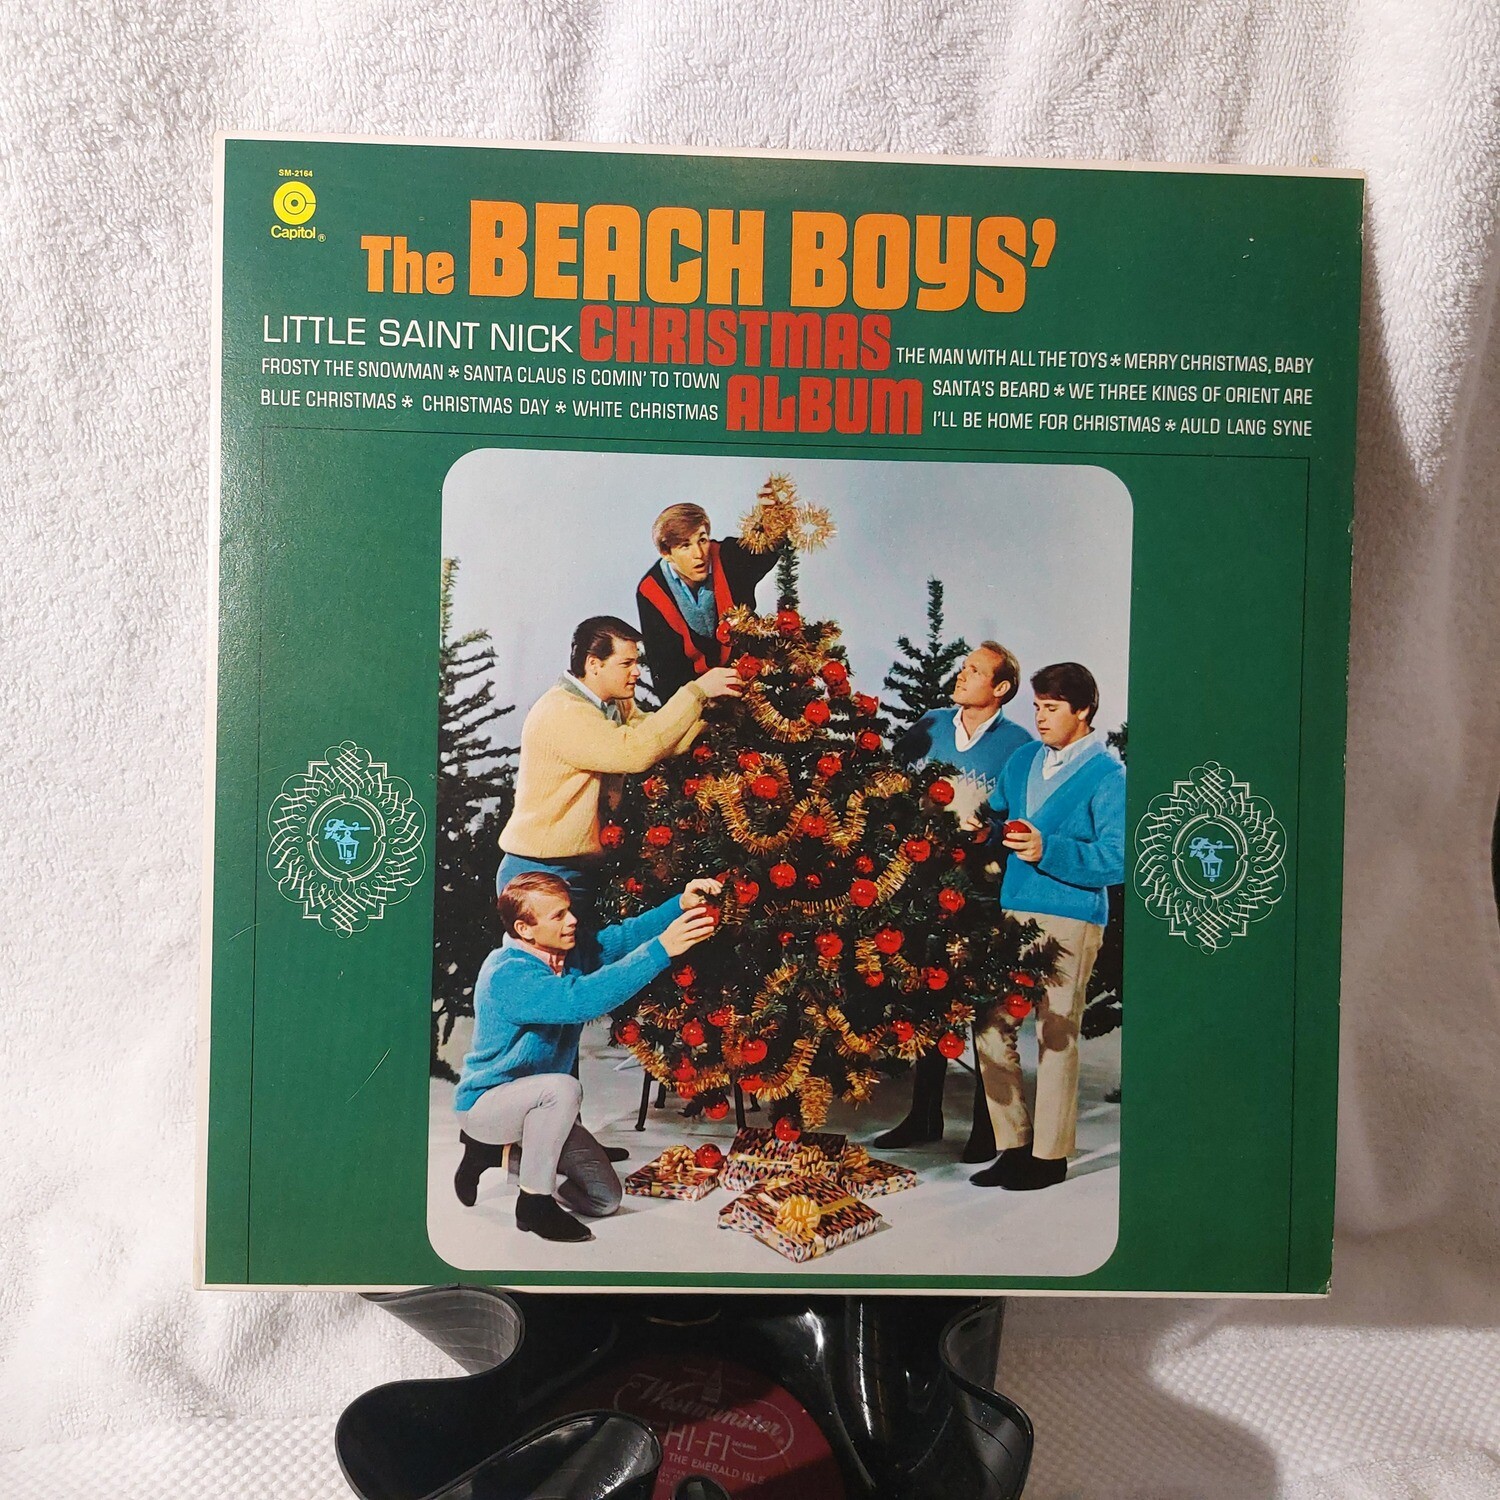 SM-2164
Capitol®
The BEACH BOYS'
CHRISTMAS
ALBUM
LITTLE SAINT NICK
FROSTY THE SNOWMAN * SANTA CLAUS IS COMIN' TO TOWN
BLUE CHRISTMAS * CHRISTMAS DAY * WHITE CHRISTMAS
THE MAN WITH ALL THE TOYS * MERRY CHRISTMAS, BABY
SANTA'S BEARD * WE THREE KINGS OF ORIENT ARE
I'LL BE HOME FOR CHRISTMAS * AULD LANG SYNE
Westminster
HI-FI
THE EMERALD ISLE